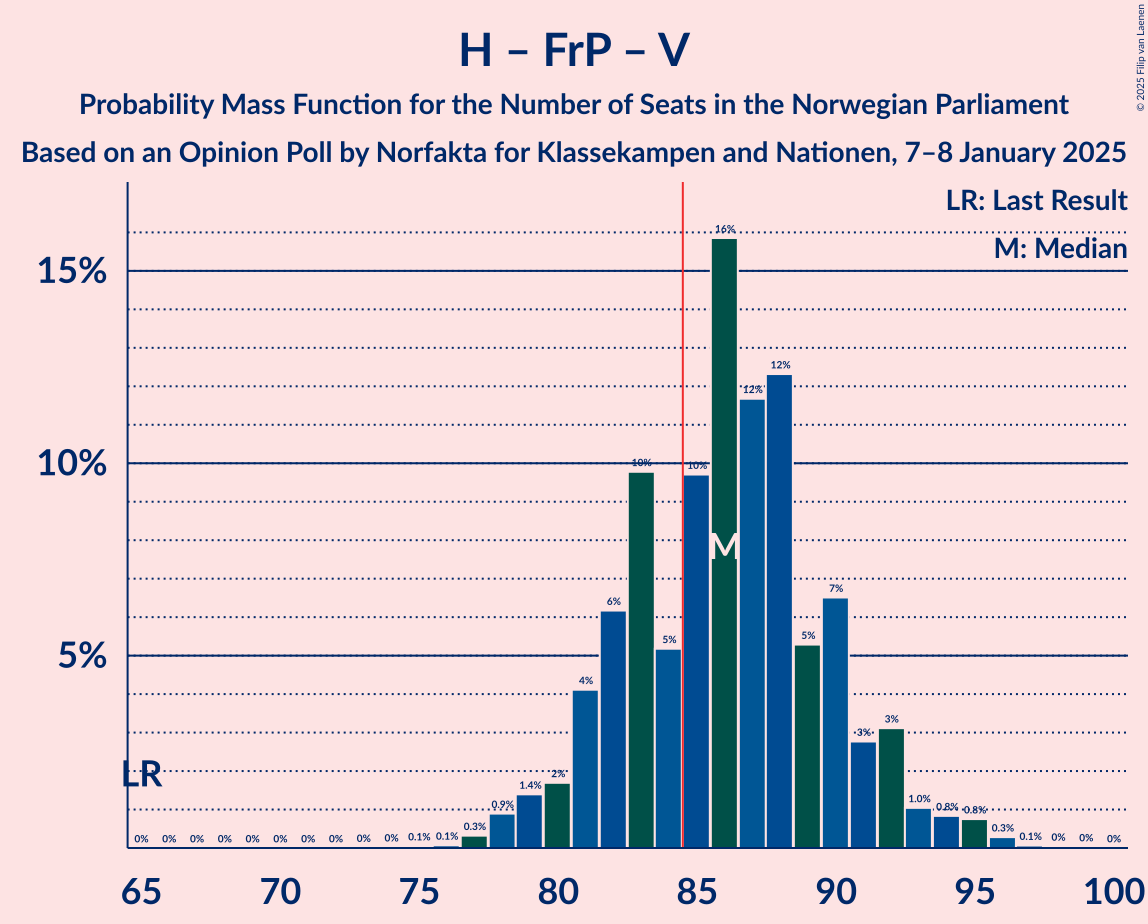 H – FrP – V
Probability Mass Function for the Number of Seats in the Norwegian Parliament
Based on an Opinion Poll by Norfakta for Klassekampen and Nationen, 7–8 January 2025
© 2025 Filip van Laenen
LR: Last Result
M: Median
15%
10%
5%
16%
12%
12%
10%
10%
7%
6%
5%
5%
4%
3%
3%
LR
M
0% 0% 0% 0% 0% 0% 0% 0% 0% 0% 0.1% 0.1% 0.3% 0.9% 1.4% 2% 1.0% 0.8% 0.8% 0.3% 0.1% 0% 0% 0%
65 70 75 80 85 90 95 100